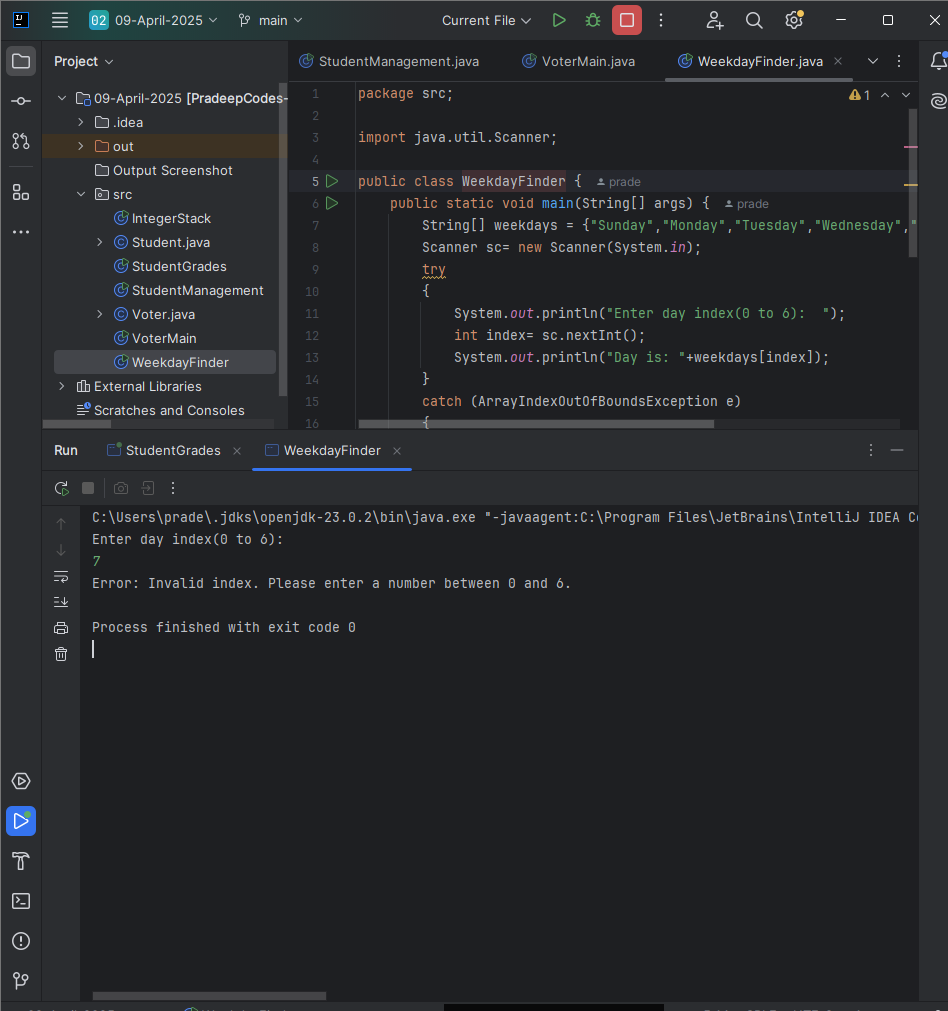 02 09-April-2025 main Current File
Project
StudentManagement.java VoterMain.java WeekdayFinder.java
09-April-2025 [PradeepCodes-
.idea
out
Output Screenshot
src
IntegerStack
Student.java
StudentGrades
StudentManagement
Voter.java
VoterMain
WeekdayFinder
External Libraries
Scratches and Consoles
1 package src;
1
2
3 import java.util.Scanner;
4
5 public class WeekdayFinder { prade
6 public static void main(String[] args) { prade
7 String[] weekdays = {"Sunday","Monday","Tuesday","Wednesday","
8 Scanner sc= new Scanner(System.in);
9 try
10 {
11 System.out.println("Enter day index(0 to 6):  ");
12 int index= sc.nextInt();
13 System.out.println("Day is: "+weekdays[index]);
14 }
15 catch (ArrayIndexOutOfBoundsException e)
16 {
Run StudentGrades WeekdayFinder
C:\Users\prade\.jdks\openjdk-23.0.2\bin\java.exe "-javaagent:C:\Program Files\JetBrains\IntelliJ IDEA Co
Enter day index(0 to 6):
7
Error: Invalid index. Please enter a number between 0 and 6.
Process finished with exit code 0